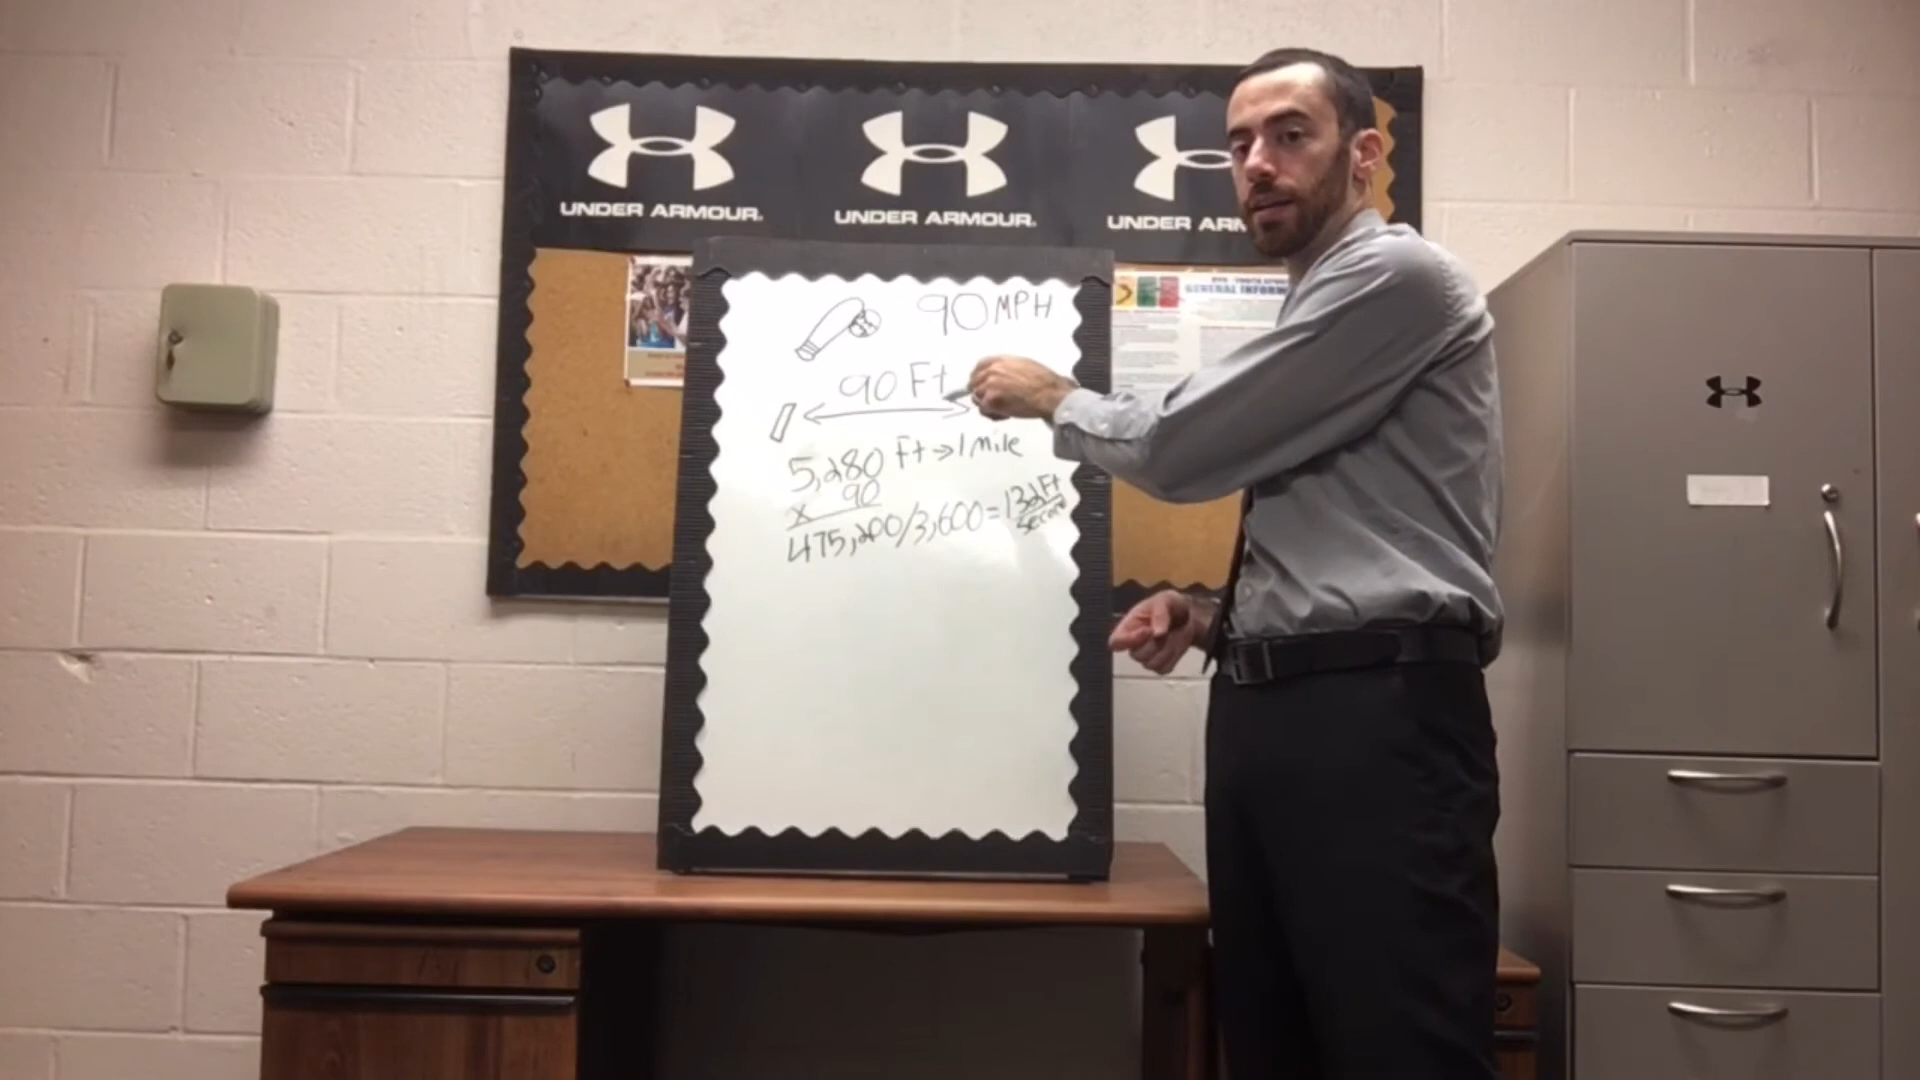 UNDER ARMOUR. UNDER ARMOUR. UNDER ARM
GENERAL INFORM
90 MPH
90 Ft
5,280 Ft → 1 mile
x 90
475,200/3,600 = 132 Ft
second